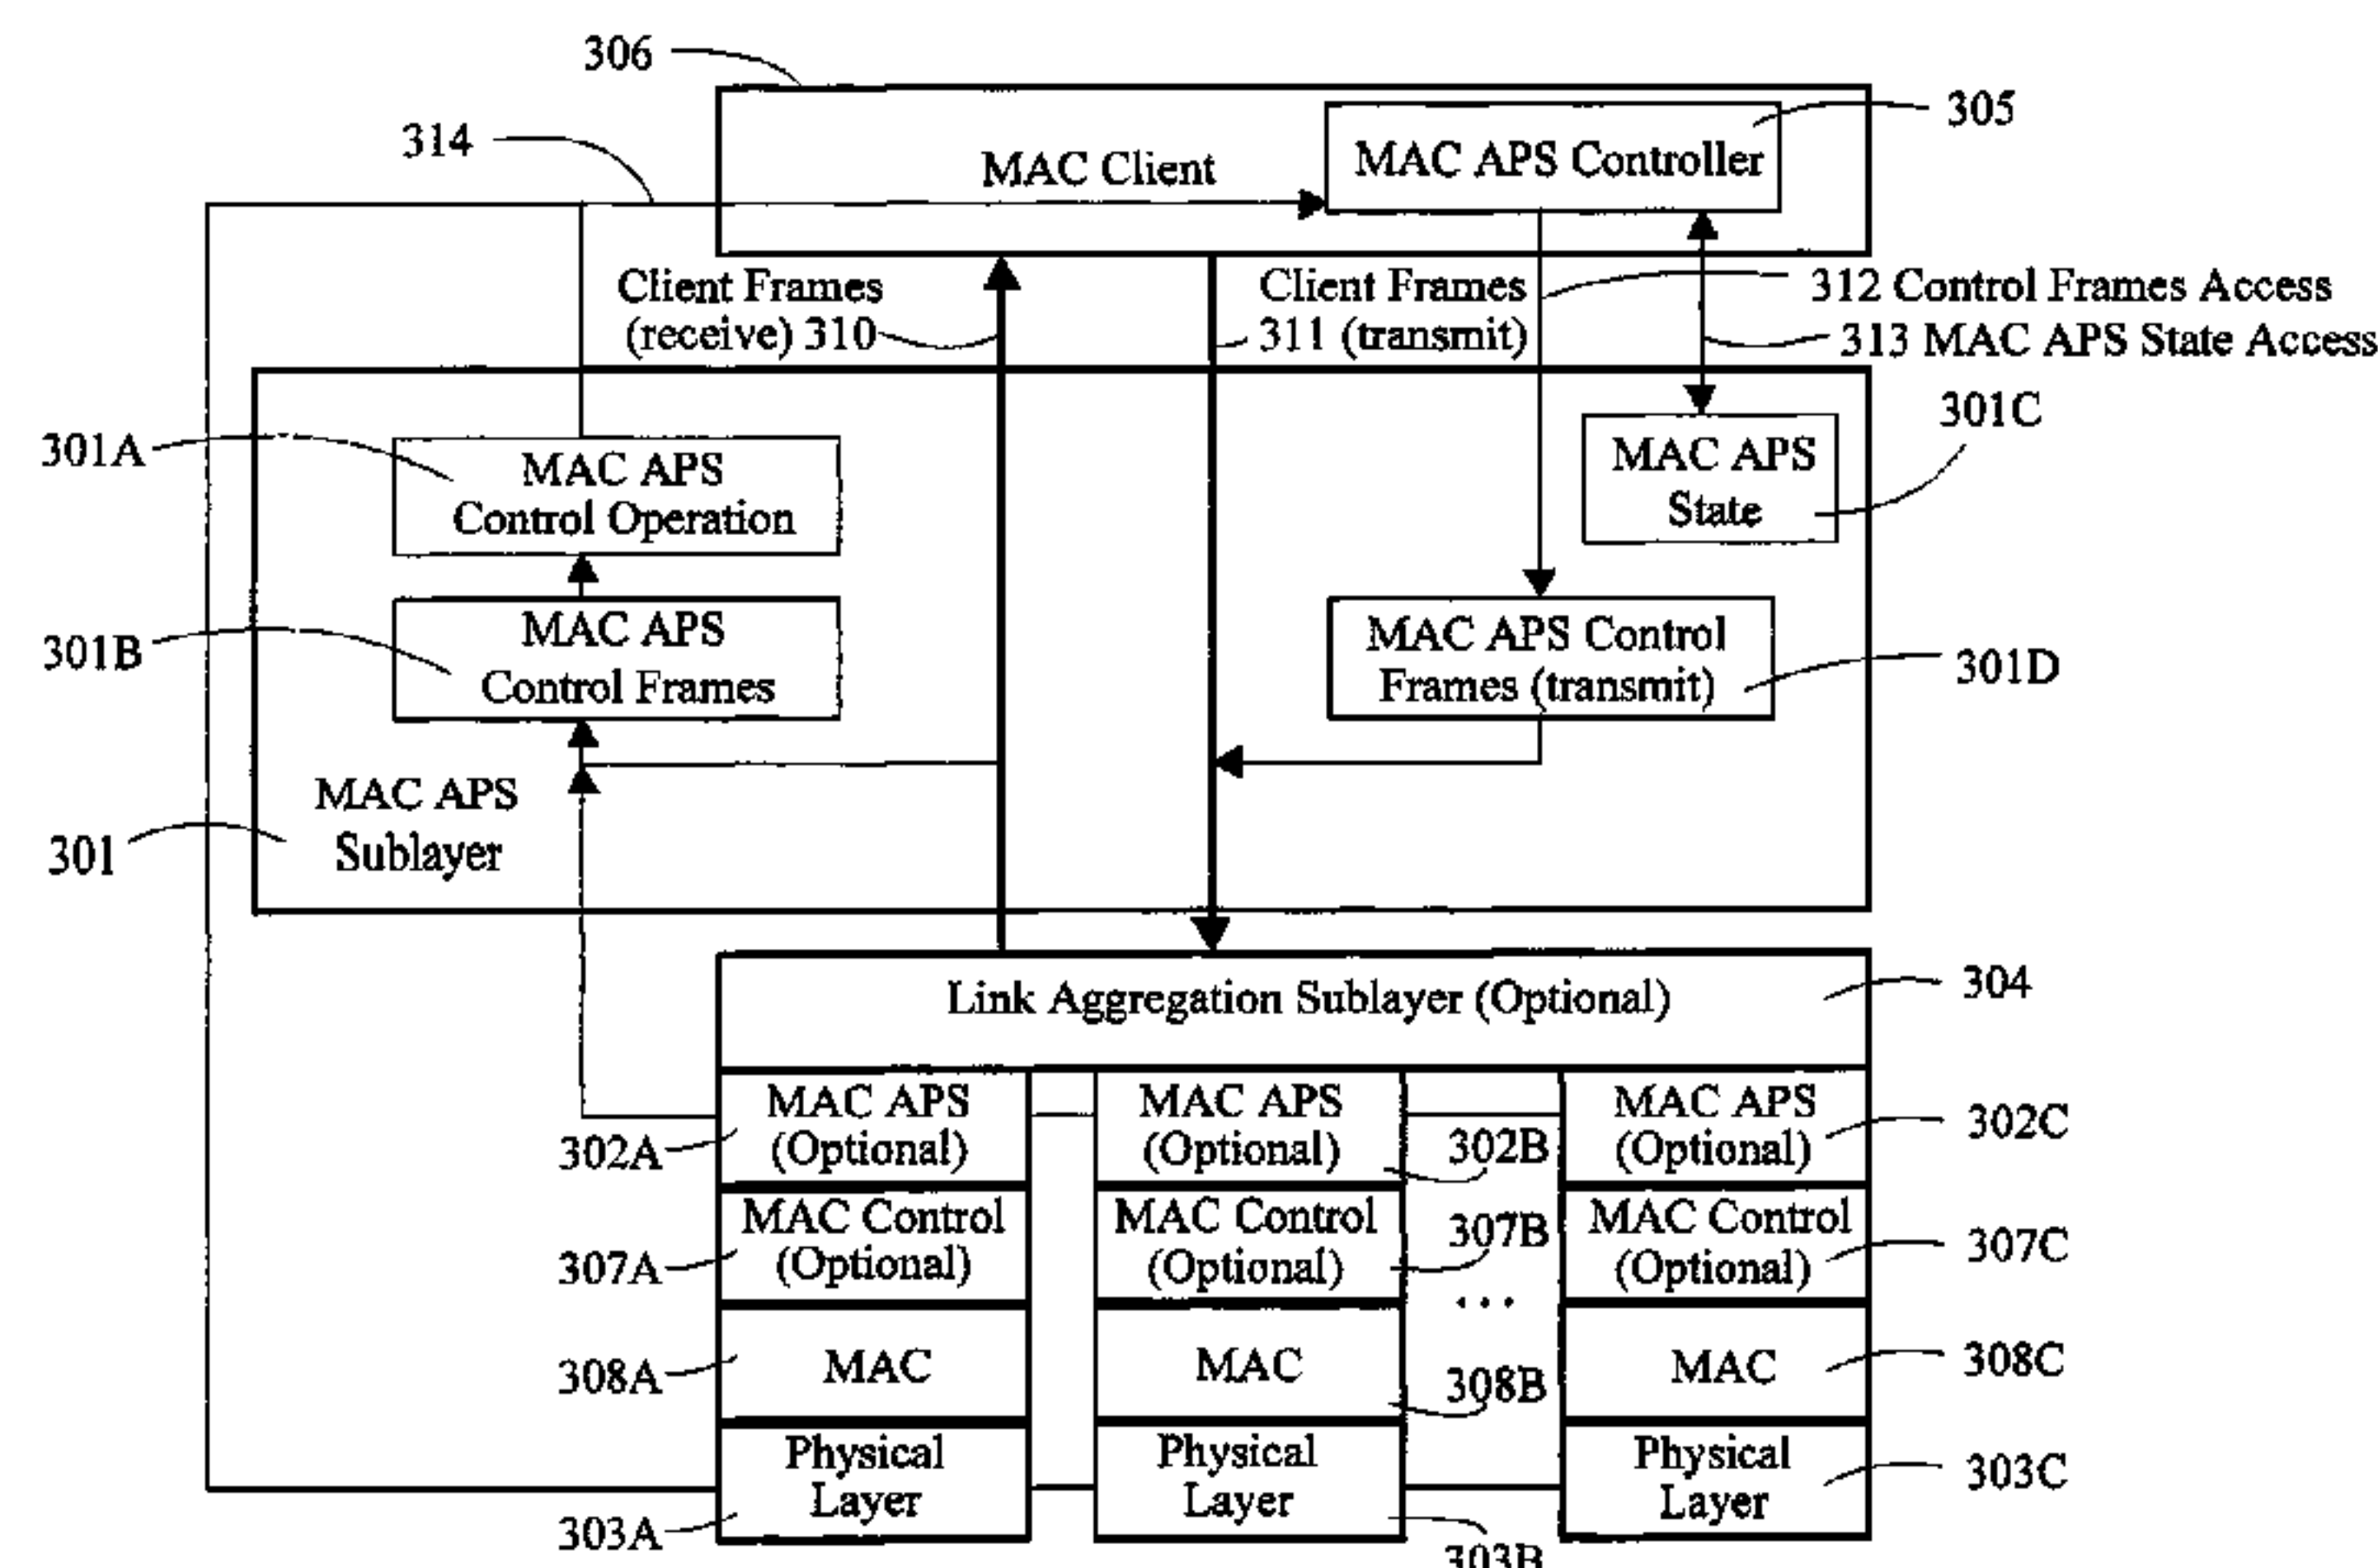 306
305
314
MAC Client
MAC APS Controller
Client Frames
(receive) 310
Client Frames
311 (transmit)
312 Control Frames Access
313 MAC APS State Access
301C
301A
MAC APS
Control Operation
MAC APS
State
301B
MAC APS
Control Frames
MAC APS Control
Frames (transmit)
301D
MAC APS
Sublayer
301
Link Aggregation Sublayer (Optional)
304
MAC APS
(Optional)
302A
MAC APS
(Optional)
302B
MAC APS
(Optional)
302C
MAC Control
(Optional)
307A
MAC Control
(Optional)
307B
MAC Control
(Optional)
307C
...
MAC
308A
MAC
308B
MAC
308C
Physical
Layer
303A
Physical
Layer
303B
Physical
Layer
303C